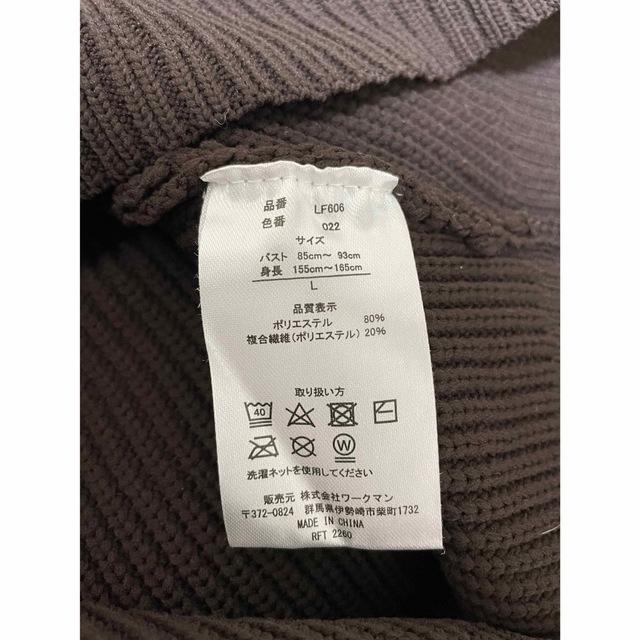 品番 LF606
色番 022
サイズ
バスト 85cm～ 93cm
身長 155cm～165cm
L
品質表示
ポリエステル 80%
複合繊維(ポリエステル) 20%
取り扱い方
40
W
洗濯ネットを使用してください
販売元 株式会社ワークマン
〒372-0824 群馬県伊勢崎市柴町1732
MADE IN CHINA
RFT 2260